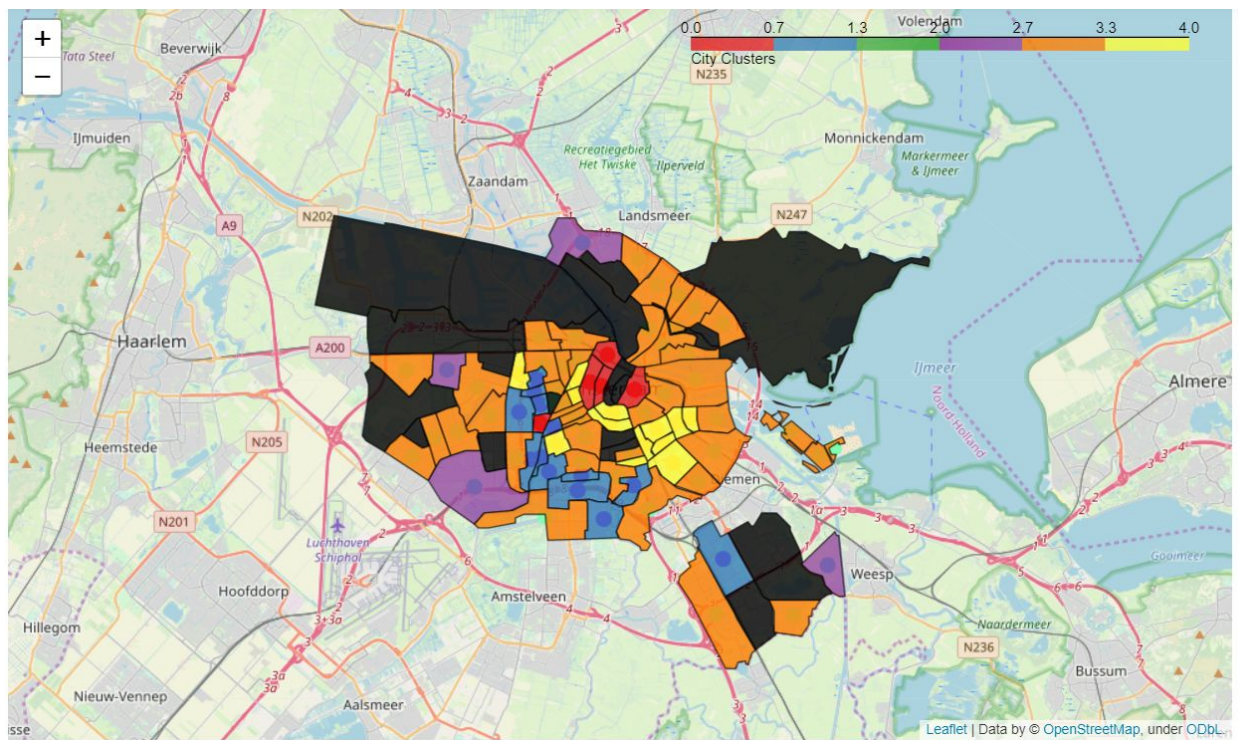 +
−
0.0 0.7 1.3 2.0 2.7 3.3 4.0
City Clusters
Volendam
Beverwijk
Tata Steel
N235
IJmuiden
Monnickendam
Recreatiegebied
Het Twiske
Ilperveld
Markermeer
& IJmeer
Zaandam
N202
Landsmeer
N247
A9
Haarlem
A200
IJmeer
Almere
Noord-Holland
Heemstede
N205
N201
Luchthaven
Schiphol
Gooimeer
Hoofddorp
Amstelveen
Weesp
Hillegom
Naardermeer
N236
Bussum
Nieuw-Vennep
Aalsmeer
Leaflet | Data by © OpenStreetMap, under ODbL.